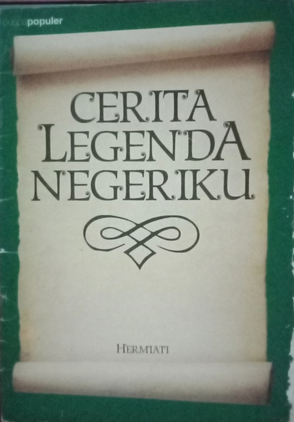 populer
CERITA
LEGENDA
NEGERIKU
HERMIATI